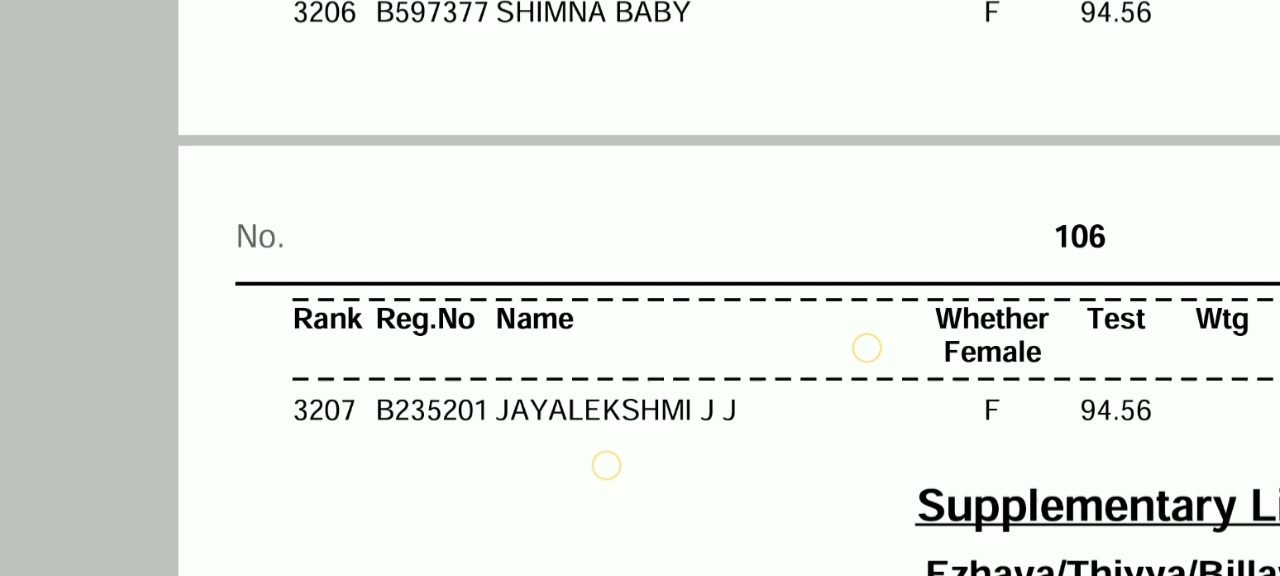 3206 B597377 SHIMNA BABY F 94.56
No. 106
Rank Reg.No Name Whether Female Test Wtg
3207 B235201 JAYALEKSHMI J J F 94.56
Supplementary